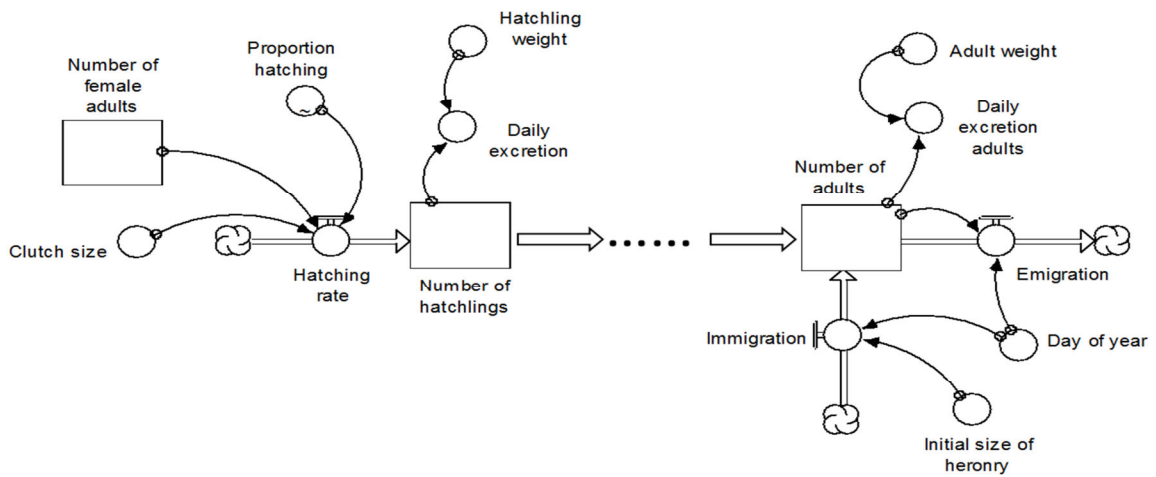 Number of
female
adults
Proportion
hatching
Hatchling
weight
Daily
excretion
Clutch size
Hatching
rate
Number of
hatchlings
Adult weight
Daily
excretion
adults
Number of
adults
Emigration
Immigration
Day of year
Initial size of
heronry